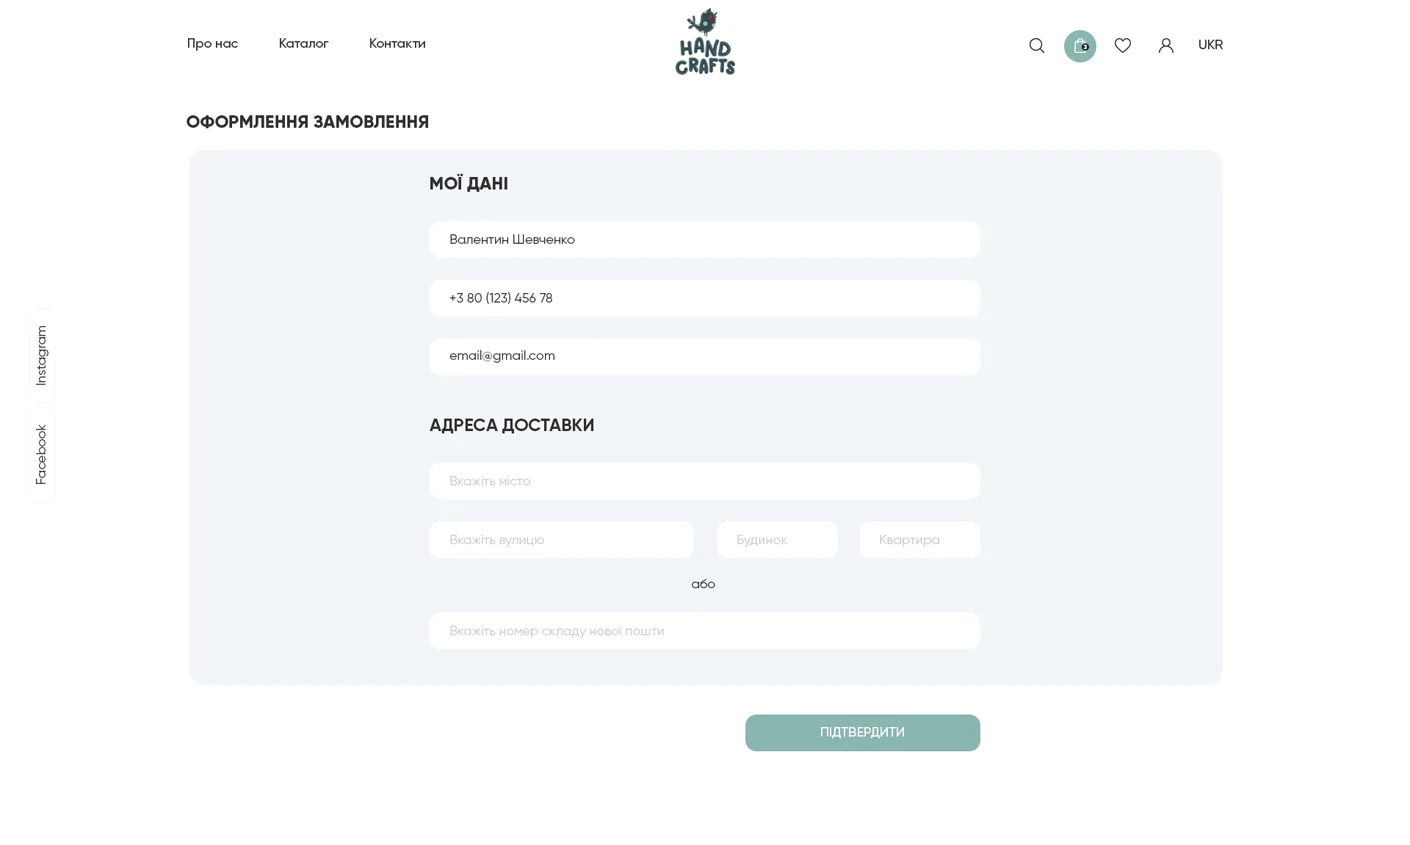 Про нас
Каталог
Контакти
HAND
CRAFTS
3
UKR
ОФОРМЛЕННЯ ЗАМОВЛЕННЯ
МОЇ ДАНІ
Валентин Шевченко
+3 80 (123) 456 78
email@gmail.com
АДРЕСА ДОСТАВКИ
Вкажіть місто
Вкажіть вулицю
Будинок
Квартира
або
Вкажіть номер складу нової пошти
ПІДТВЕРДИТИ
Instagram
Facebook